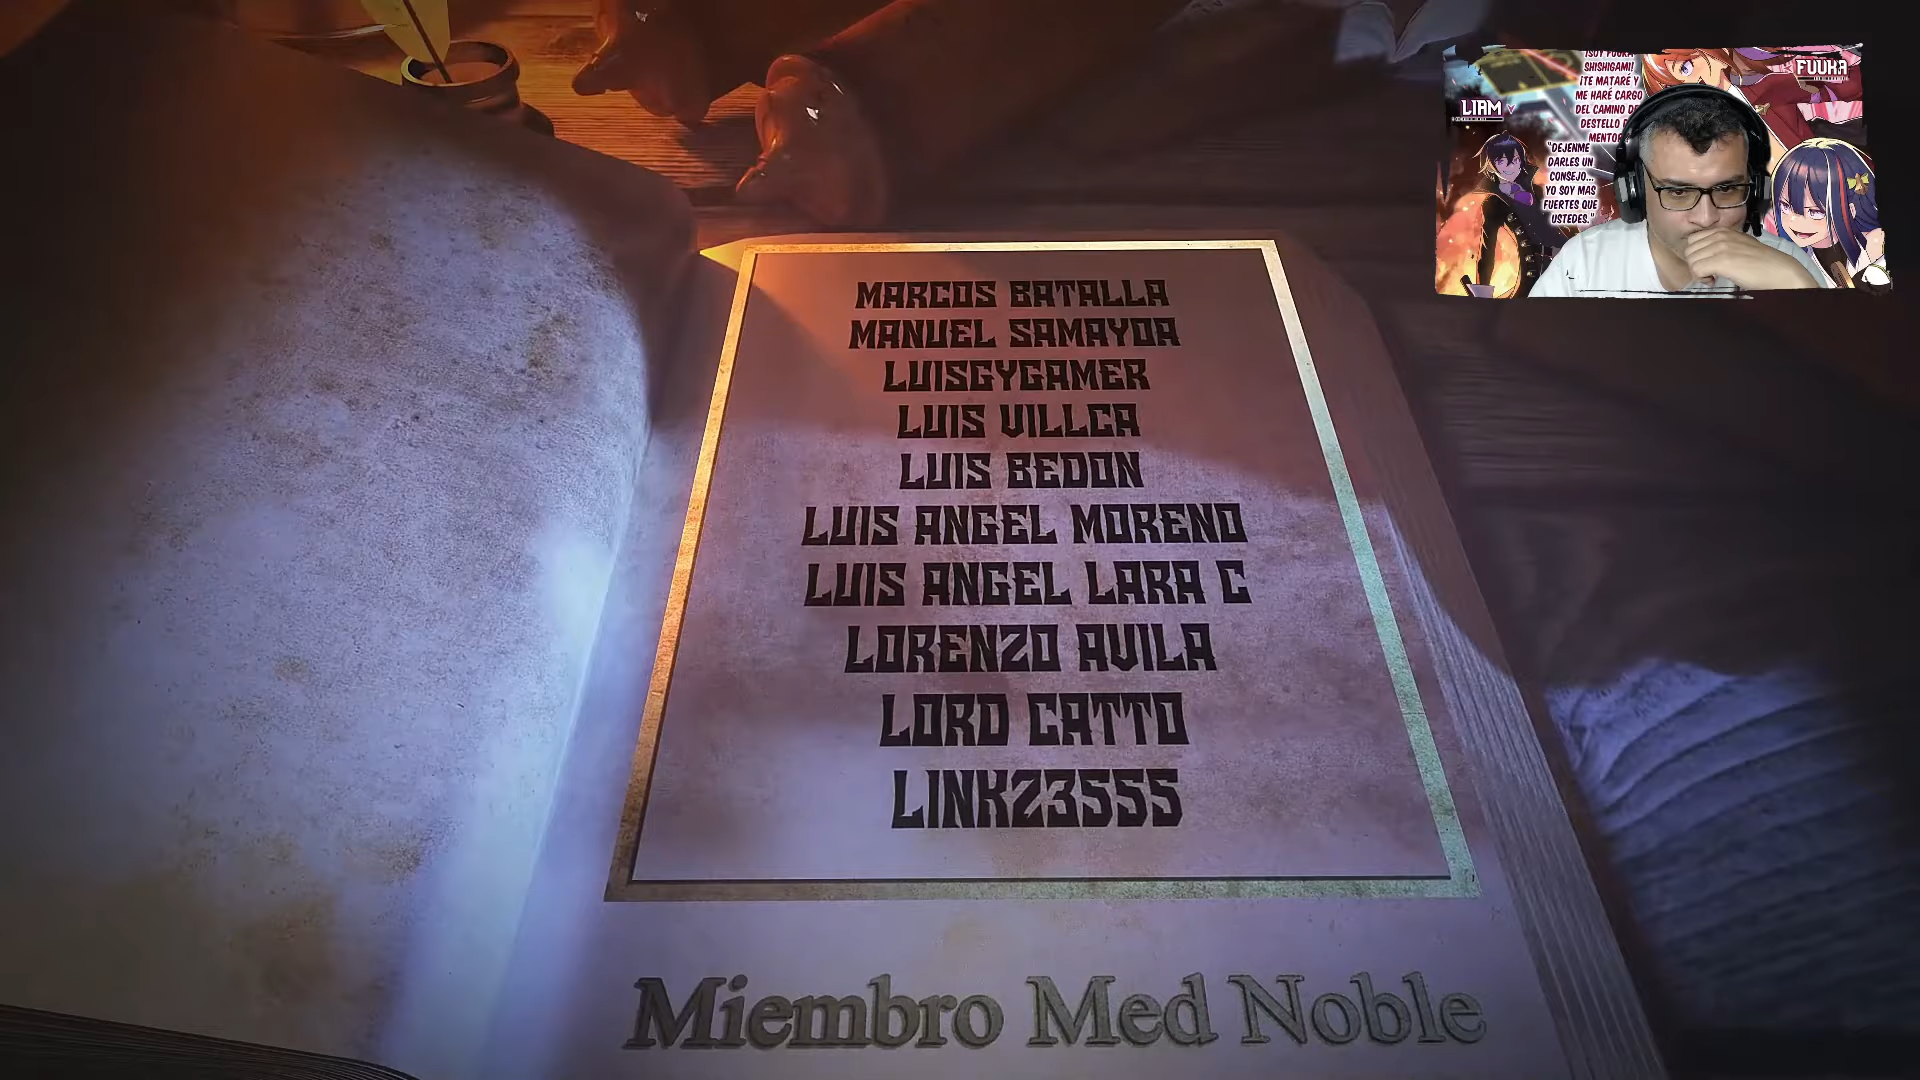 MARCOS BATALLA
MANUEL SAMAYOA
LUISGYGAMER
LUIS VILLCA
LUIS BEDON
LUIS ANGEL MORENO
LUIS ANGEL LARA C
LORENZO AVILA
LORD CATTO
LINK23555
Miembro Med Noble
LIAM
¡SOY FUUKA
SHISHIGAMI!
¡TE MATARÉ Y
ME HARÉ CARGO
DEL CAMINO DE
DESTELLO
MENTOR
"DEJENME
DARLES UN
CONSEJO...
YO SOY MAS
FUERTES QUE
USTEDES."
FUUKA